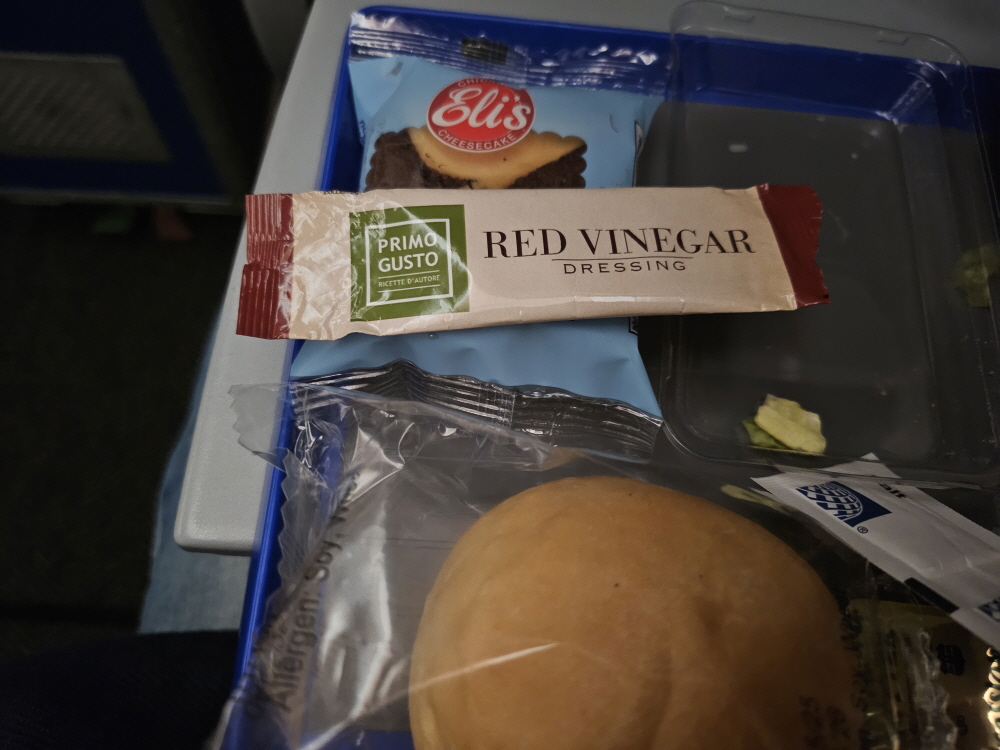 Eli's
CHEESECAKE
PRIMO
GUSTO
RICETTE D'AUTORE
RED VINEGAR
DRESSING
Allergen: Soy,
®